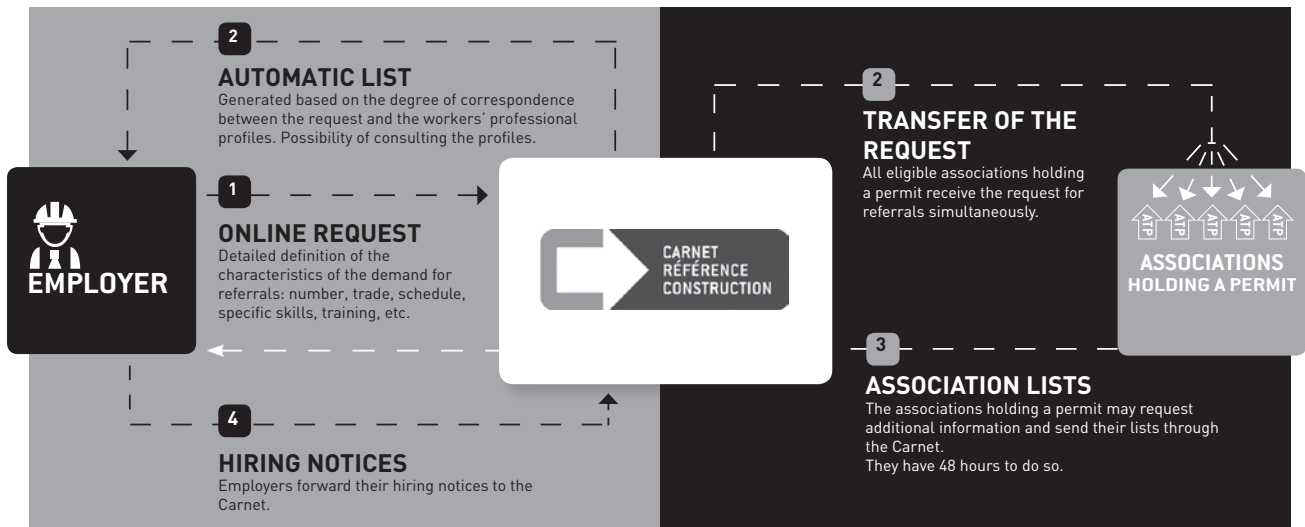 2
AUTOMATIC LIST
Generated based on the degree of correspondence
between the request and the workers’ professional
profiles. Possibility of consulting the profiles.
EMPLOYER
1
ONLINE REQUEST
Detailed definition of the
characteristics of the demand for
referrals: number, trade, schedule,
specific skills, training, etc.
4
HIRING NOTICES
Employers forward their hiring notices to the
Carnet.
CARNET
RÉFÉRENCE
CONSTRUCTION
2
TRANSFER OF THE
REQUEST
All eligible associations holding
a permit receive the request for
referrals simultaneously.
ATP ATP ATP ATP ATP
ASSOCIATIONS
HOLDING A PERMIT
3
ASSOCIATION LISTS
The associations holding a permit may request
additional information and send their lists through
the Carnet.
They have 48 hours to do so.